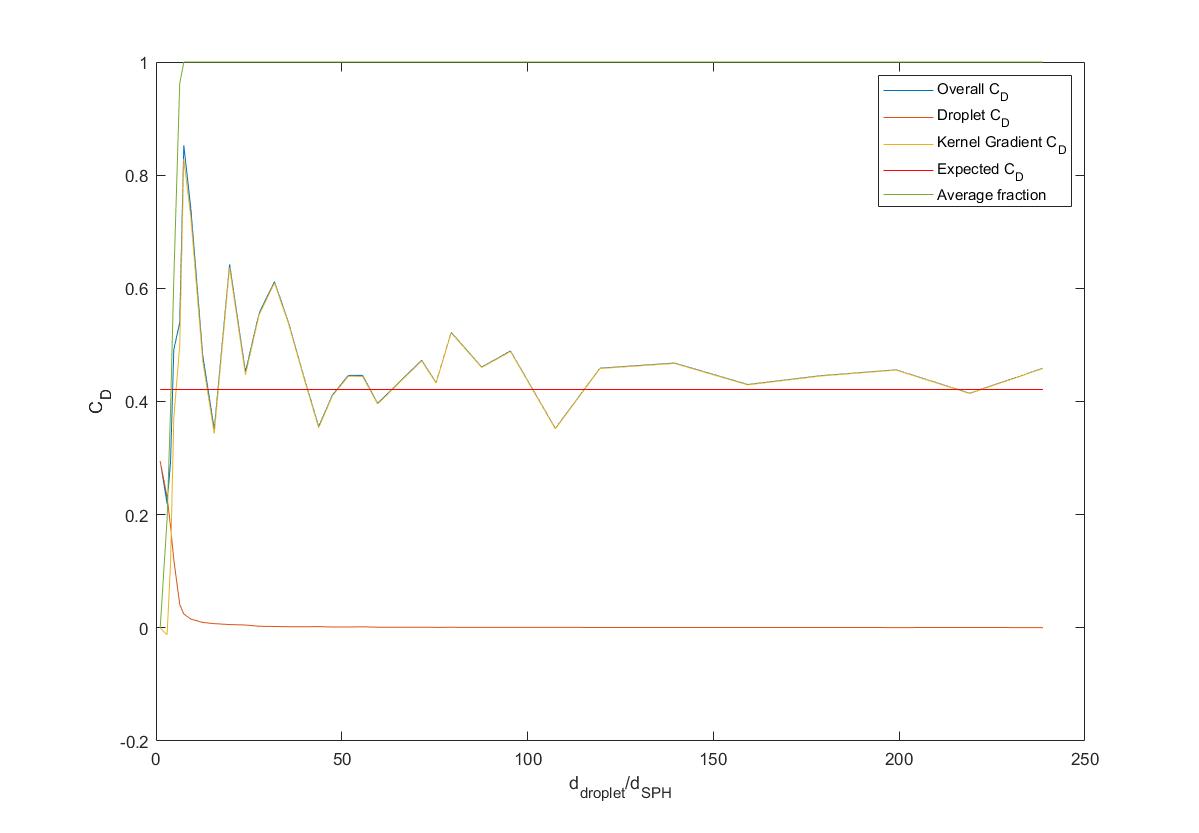 1
0.8
0.6
0.4
0.2
0
-0.2
C_D
0
50
100
150
200
250
d_droplet/d_SPH
Overall C_D
Droplet C_D
Kernel Gradient C_D
Expected C_D
Average fraction